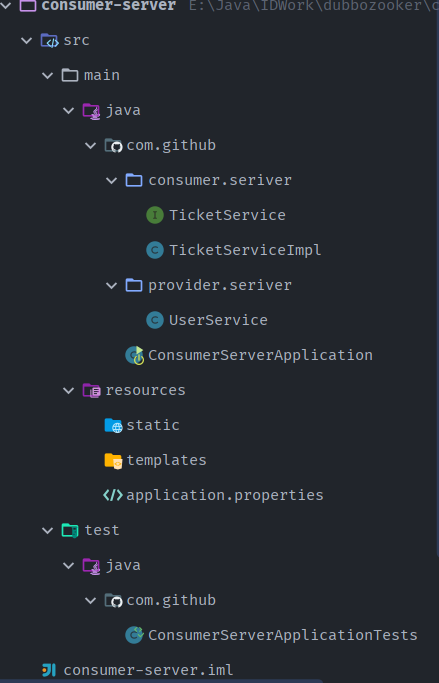 consumer-server E:\Java\IDWork\dubbozooker\c
src
main
java
com.github
consumer.seriver
TicketService
TicketServiceImpl
provider.seriver
UserService
ConsumerServerApplication
resources
static
templates
application.properties
test
java
com.github
ConsumerServerApplicationTests
consumer-server.iml